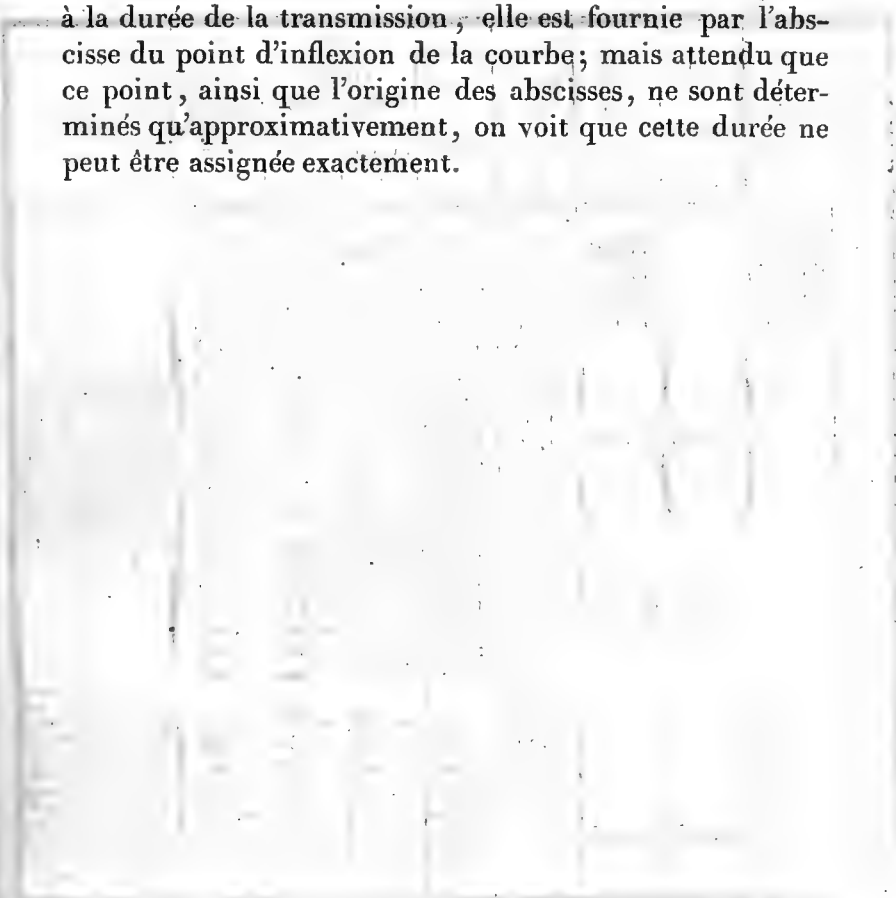 à la durée de la transmission, elle est fournie par l'abs-
cisse du point d'inflexion de la courbe; mais attendu que
ce point, ainsi que l'origine des abscisses, ne sont déter-
minés qu'approximativement, on voit que cette durée ne
peut être assignée exactement.